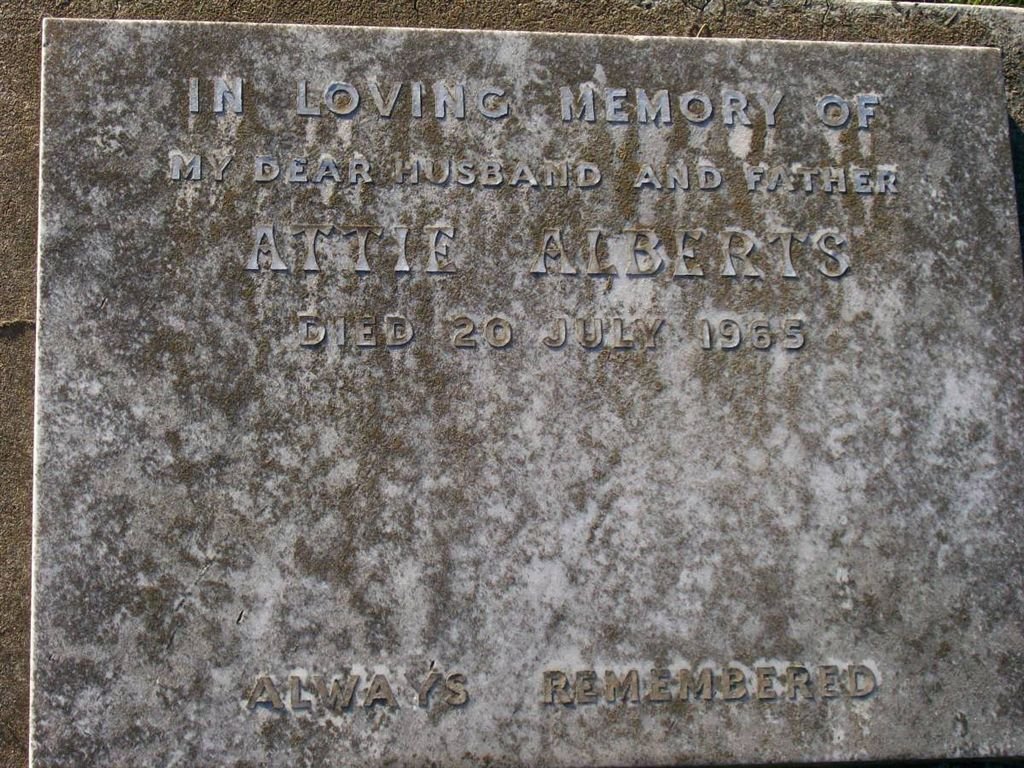 IN LOVING MEMORY OF
MY DEAR HUSBAND AND FATHER
ATTIE ALBERTS
DIED 20 JULY 1965
ALWAYS REMEMBERED